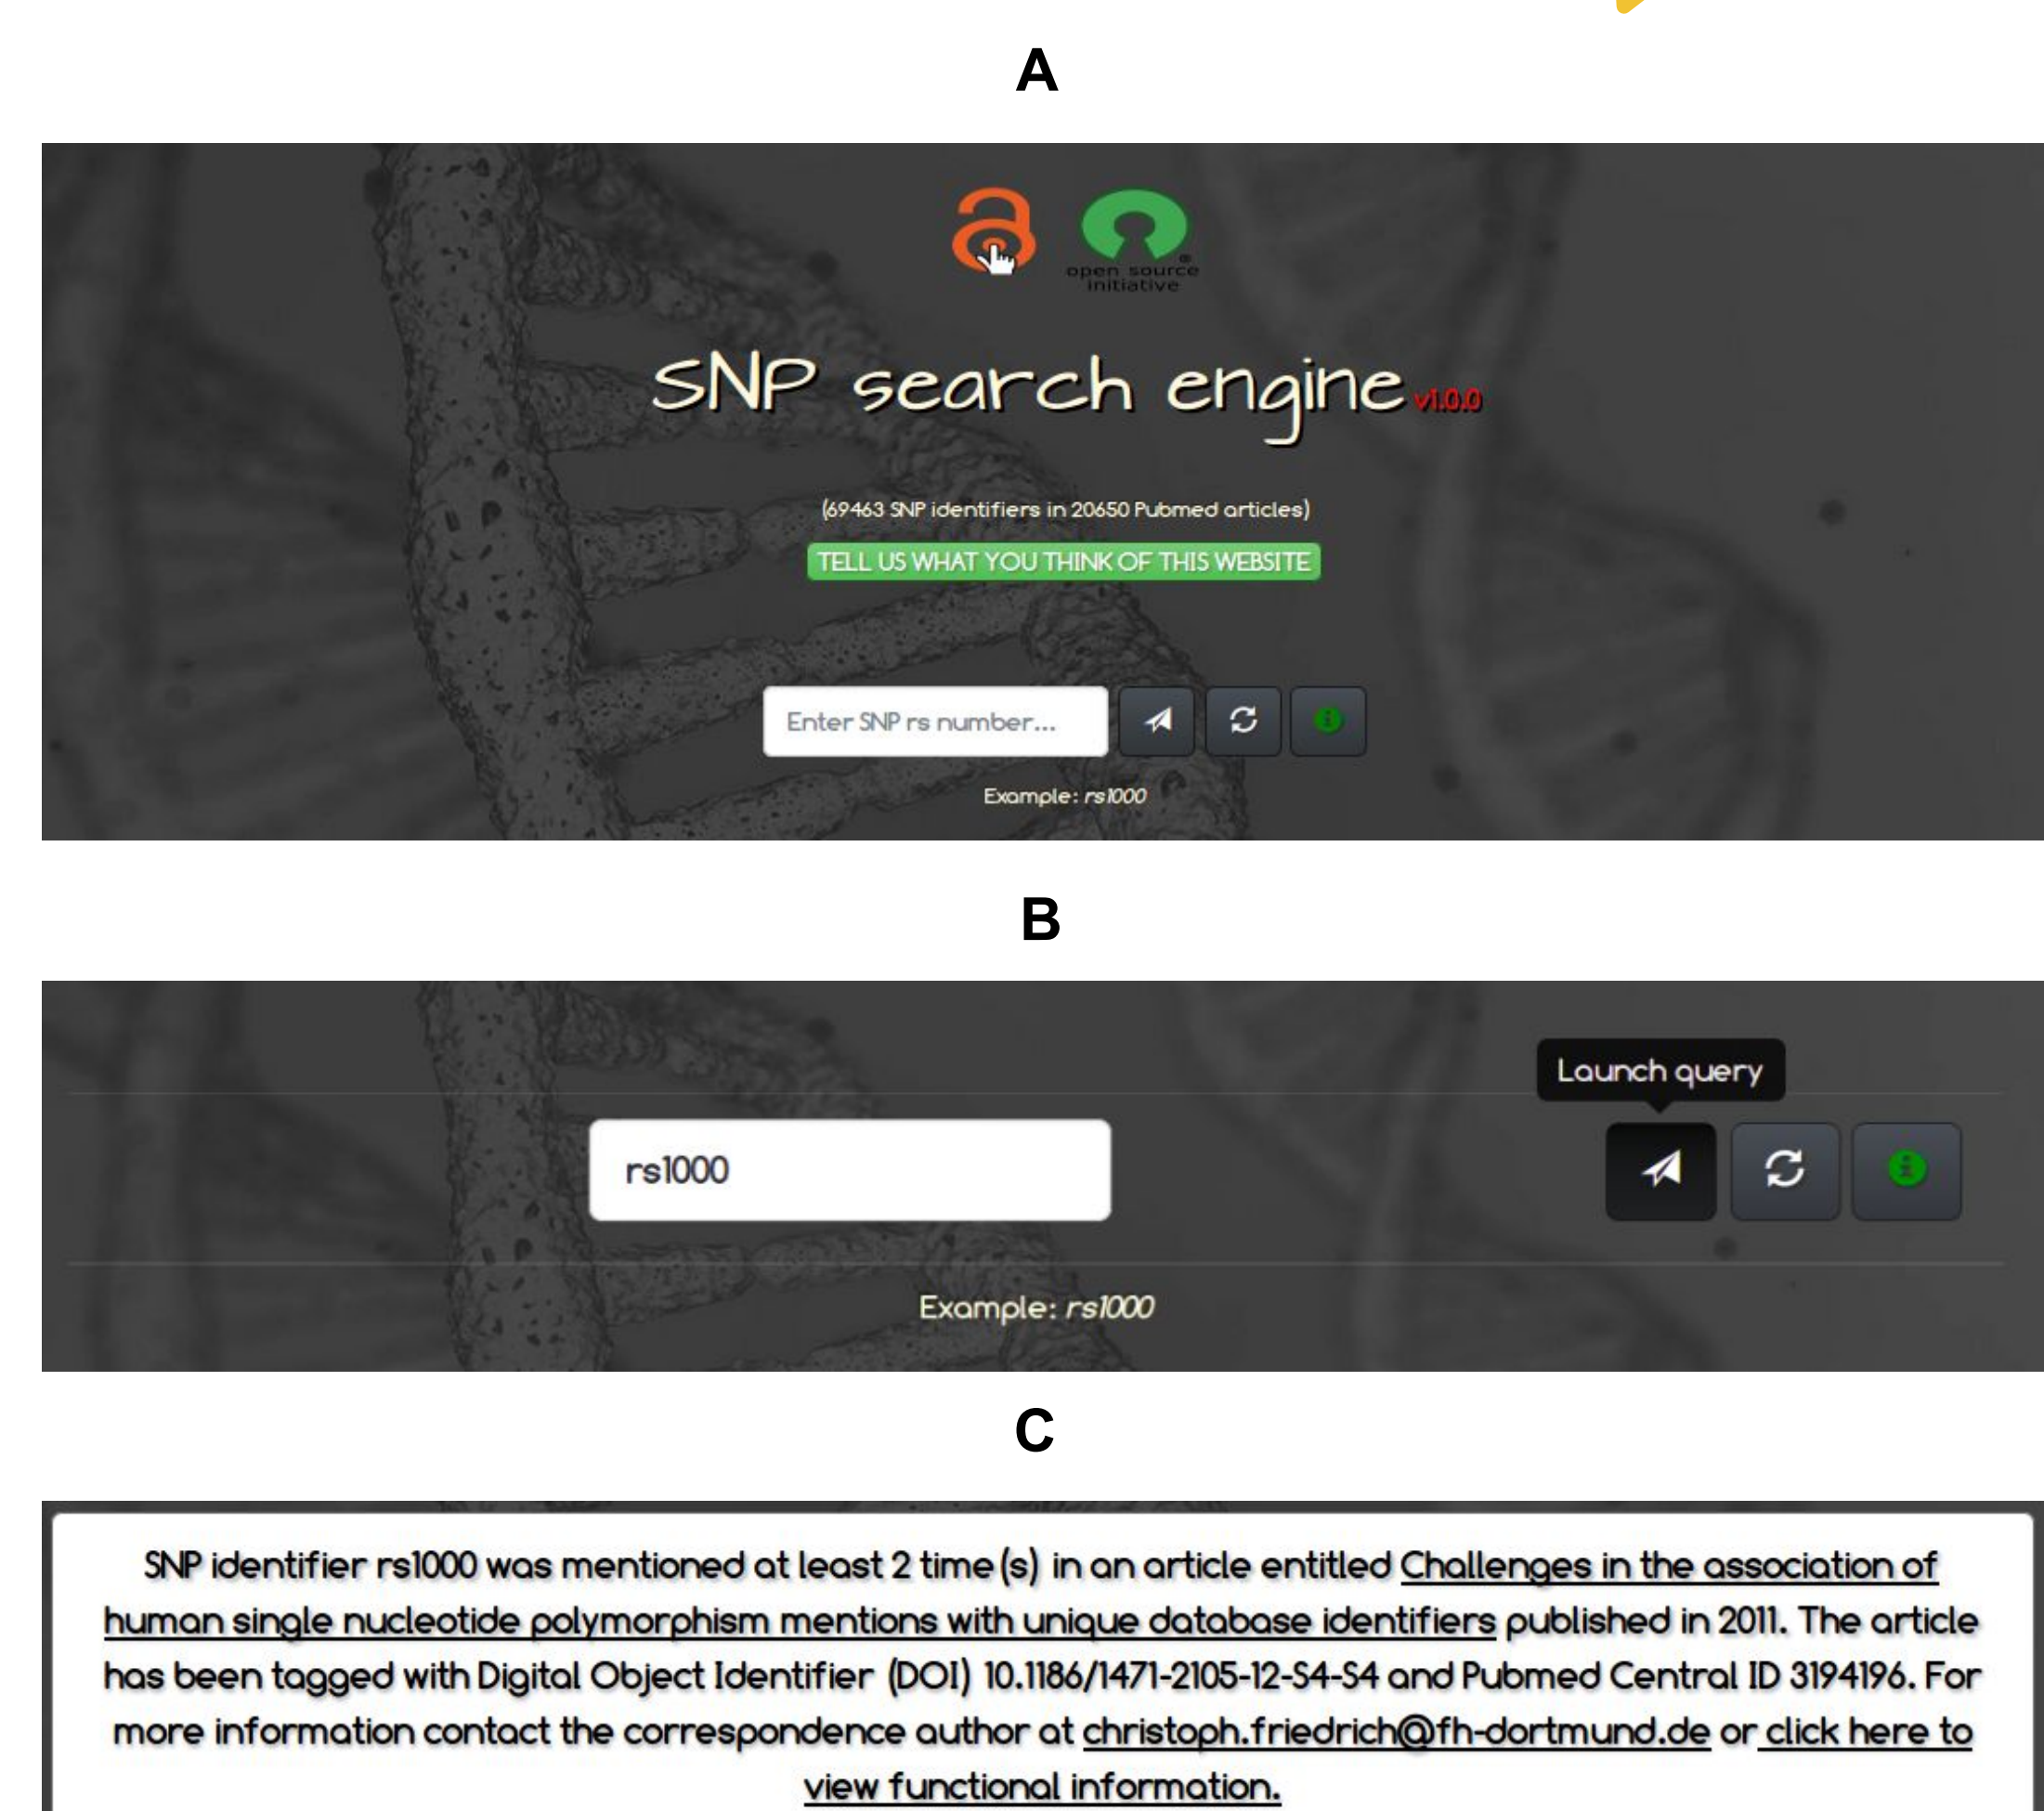 A
open source
initiative
SNP search engine v1.0.0
(69463 SNP identifiers in 20650 Pubmed articles)
TELL US WHAT YOU THINK OF THIS WEBSITE
Enter SNP rs number...
Example: rs1000
B
Launch query
rs1000
Example: rs1000
C
SNP identifier rs1000 was mentioned at least 2 time(s) in an article entitled Challenges in the association of
human single nucleotide polymorphism mentions with unique database identifiers published in 2011. The article
has been tagged with Digital Object Identifier (DOI) 10.1186/1471-2105-12-S4-S4 and Pubmed Central ID 3194196. For
more information contact the correspondence author at christoph.friedrich@fh-dortmund.de or click here to
view functional information.